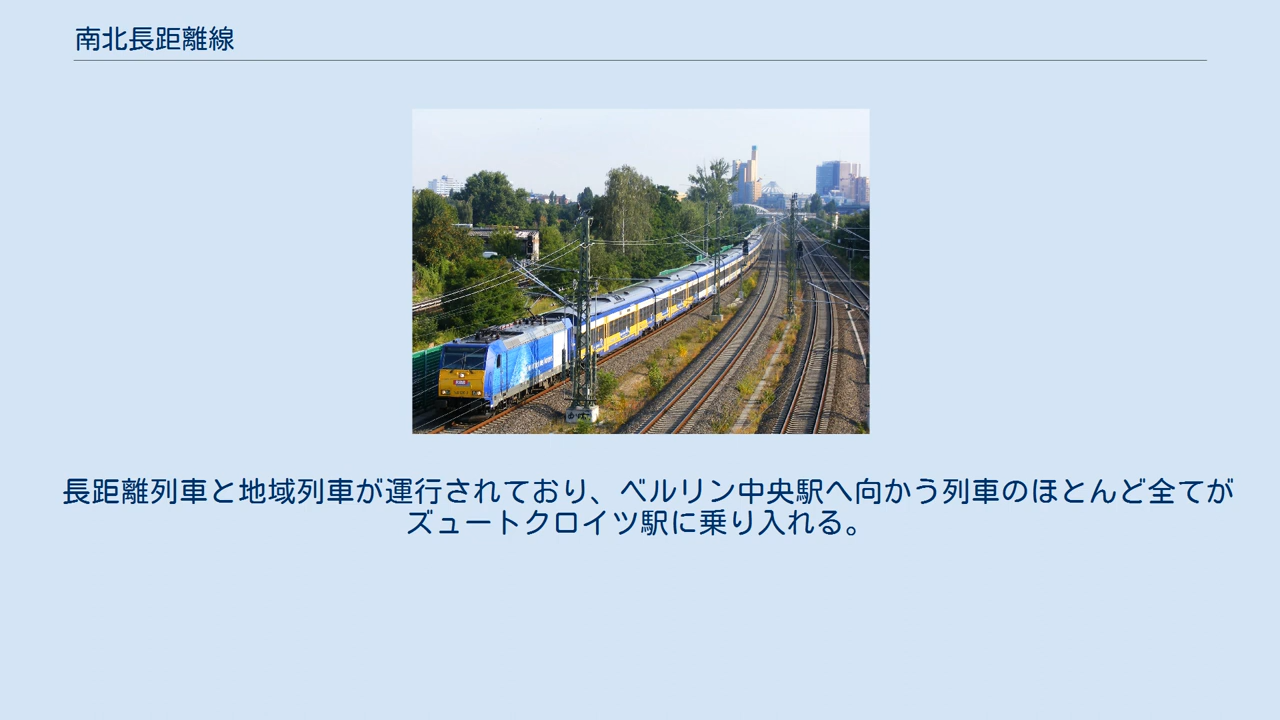 南北長距離線
長距離列車と地域列車が運行されており、ベルリン中央駅へ向かう列車のほとんど全てが
ズュートクロイツ駅に乗り入れる。